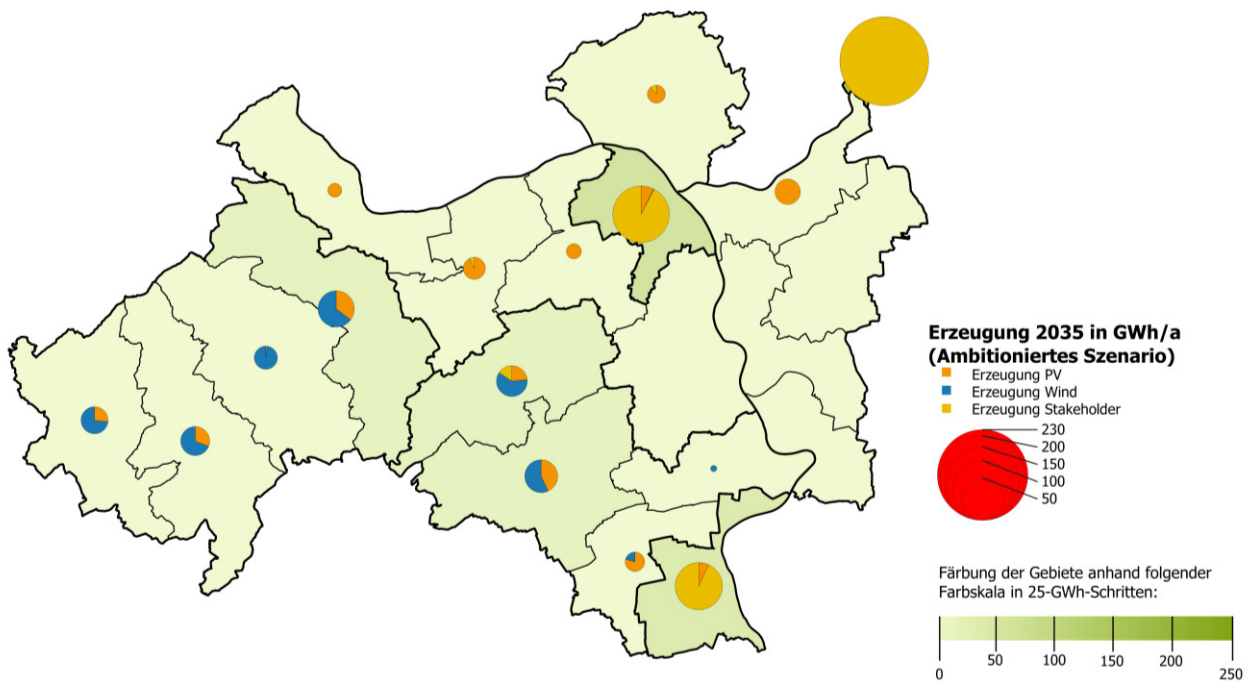 Erzeugung 2035 in GWh/a
(Ambitioniertes Szenario)
Erzeugung PV
Erzeugung Wind
Erzeugung Stakeholder
230
200
150
100
50
Färbung der Gebiete anhand folgender
Farbskala in 25-GWh-Schritten:
0 50 100 150 200 250